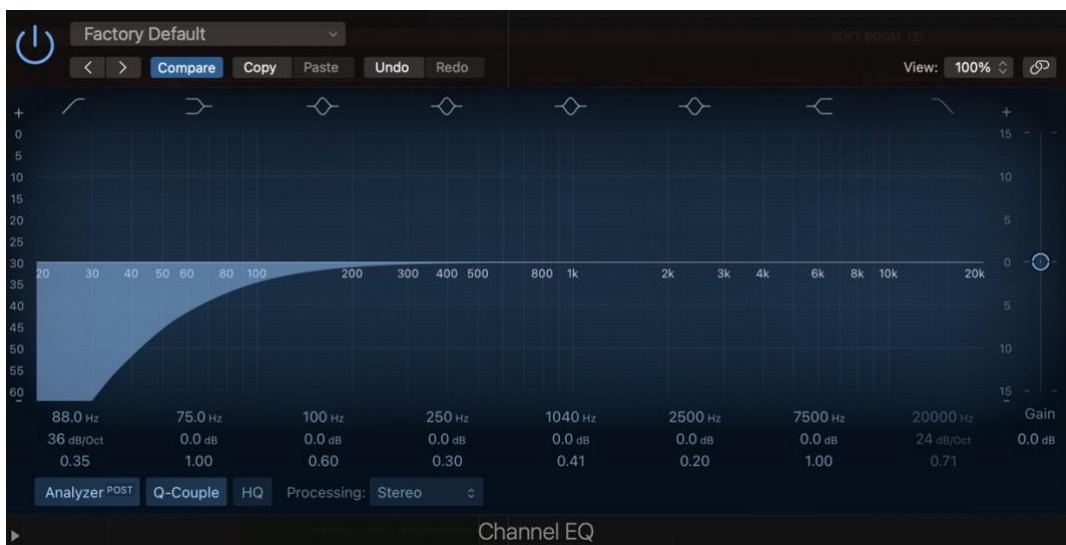 Factory Default
SOFT BOOM
Compare Copy Paste Undo Redo View: 100%
+ +
0 15
5
10 10
15
20 5
25
30 0
20 30 40 50 60 80 100 200 300 400 500 800 1k 2k 3k 4k 6k 8k 10k 20k
35
40 5
45
50 10
55
60 15
- -
88.0 Hz 75.0 Hz 100 Hz 250 Hz 1040 Hz 2500 Hz 7500 Hz 20000 Hz Gain
36 dB/Oct 0.0 dB 0.0 dB 0.0 dB 0.0 dB 0.0 dB 0.0 dB 24 dB/Oct 0.0 dB
0.35 1.00 0.60 0.30 0.41 0.20 1.00 0.71
Analyzer POST Q-Couple HQ Processing: Stereo
Channel EQ